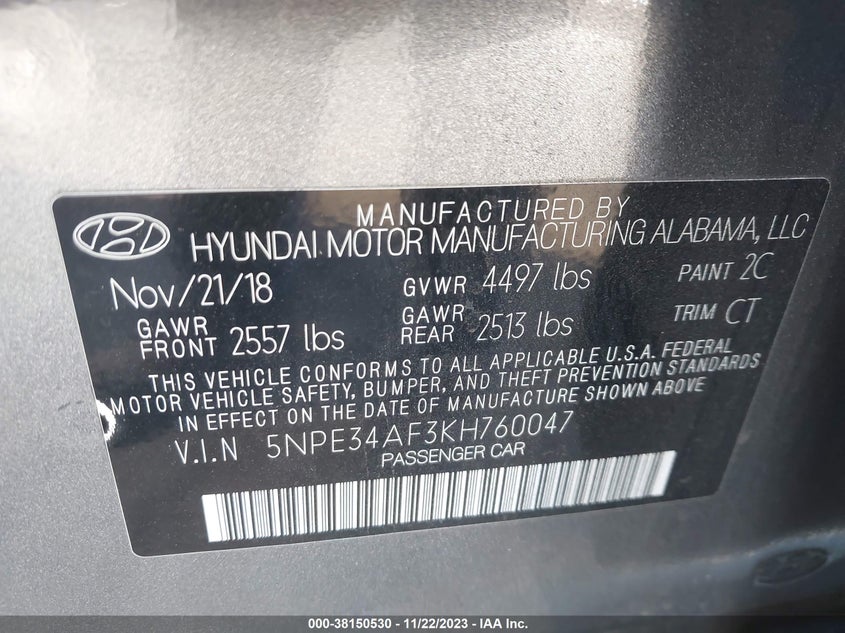 MANUFACTURED BY
HYUNDAI MOTOR MANUFACTURING ALABAMA, LLC
Nov/21/18 GVWR 4497 lbs PAINT 2C
GAWR FRONT 2557 lbs GAWR REAR 2513 lbs TRIM CT
THIS VEHICLE CONFORMS TO ALL APPLICABLE U.S.A. FEDERAL
MOTOR VEHICLE SAFETY, BUMPER, AND THEFT PREVENTION STANDARDS
IN EFFECT ON THE DATE OF MANUFACTURE SHOWN ABOVE
V.I.N 5NPE34AF3KH760047
PASSENGER CAR
000-38150530 - 11/22/2023 - IAA Inc.